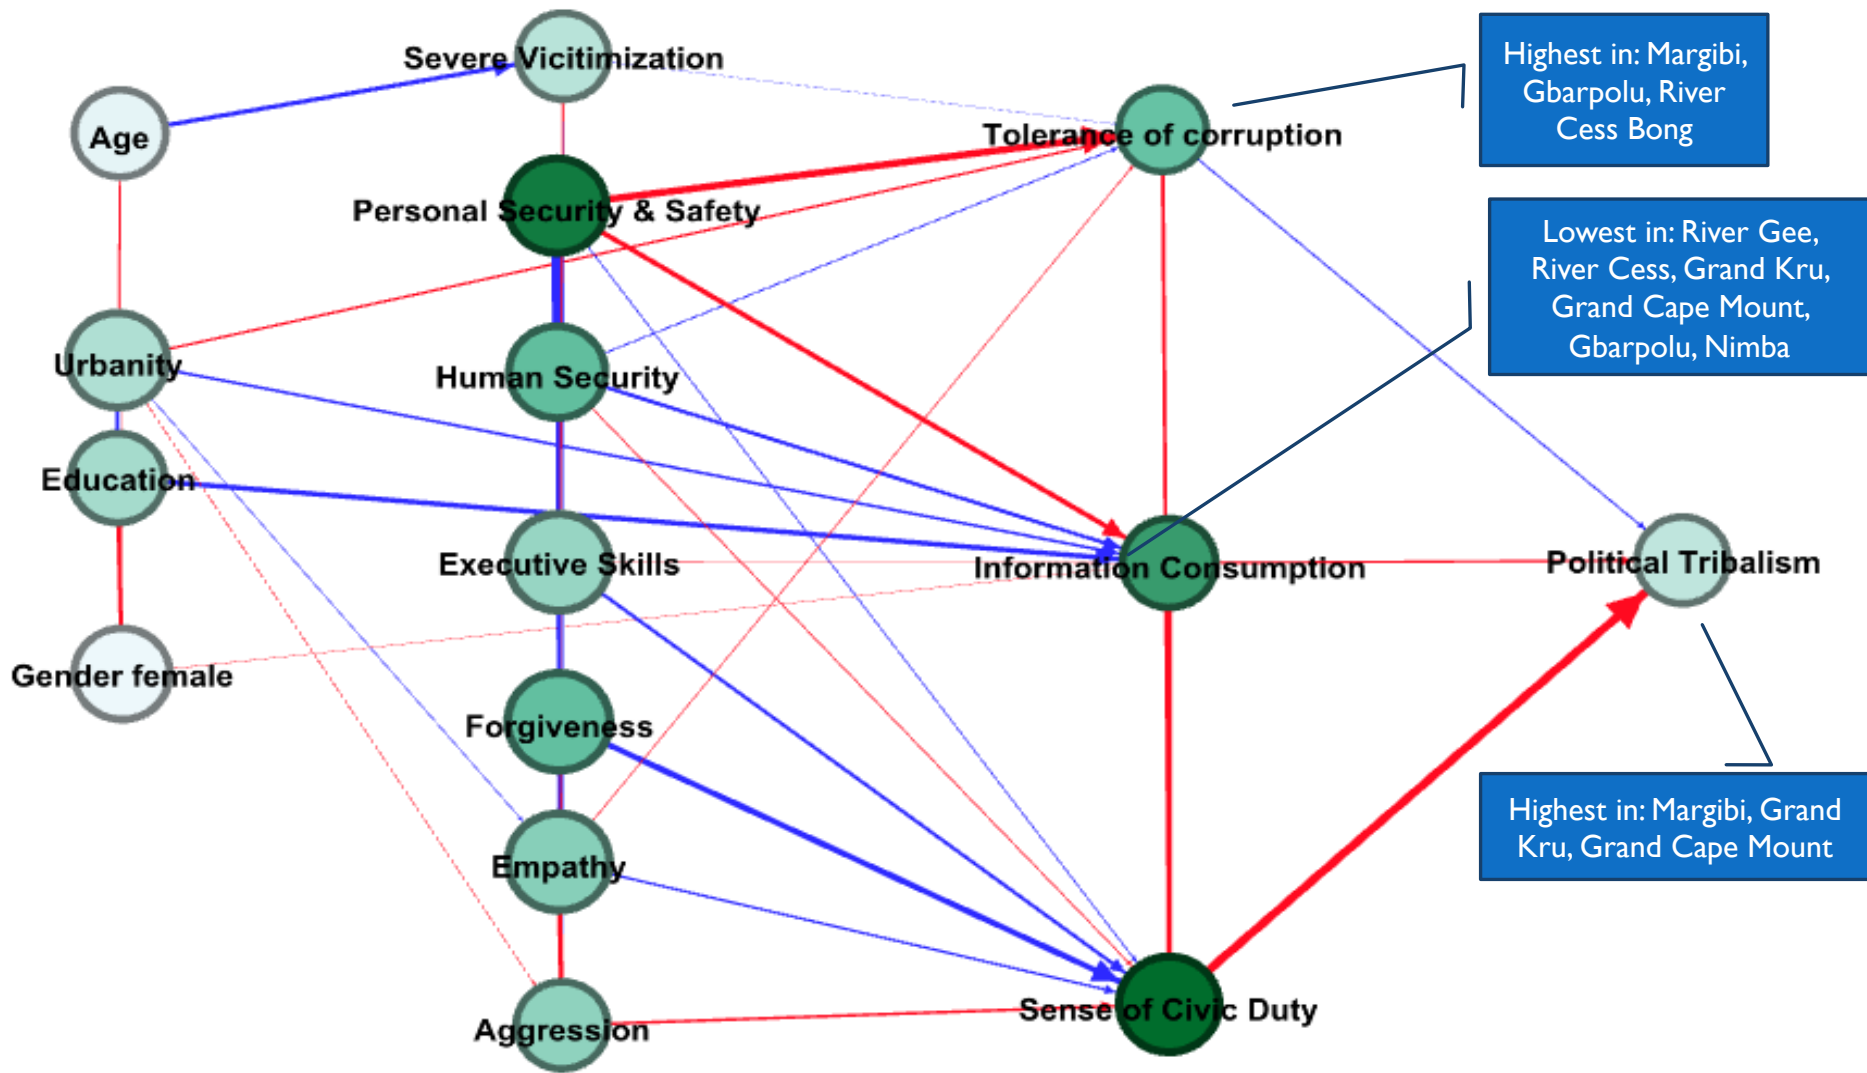 Severe Vicitimization
Age
Tolerance of corruption
Personal Security & Safety
Urbanity
Human Security
Education
Executive Skills
Information Consumption
Political Tribalism
Gender female
Forgiveness
Empathy
Sense of Civic Duty
Aggression
Highest in: Margibi,
Gbarpolu, River
Cess Bong
Lowest in: River Gee,
River Cess, Grand Kru,
Grand Cape Mount,
Gbarpolu, Nimba
Highest in: Margibi, Grand
Kru, Grand Cape Mount